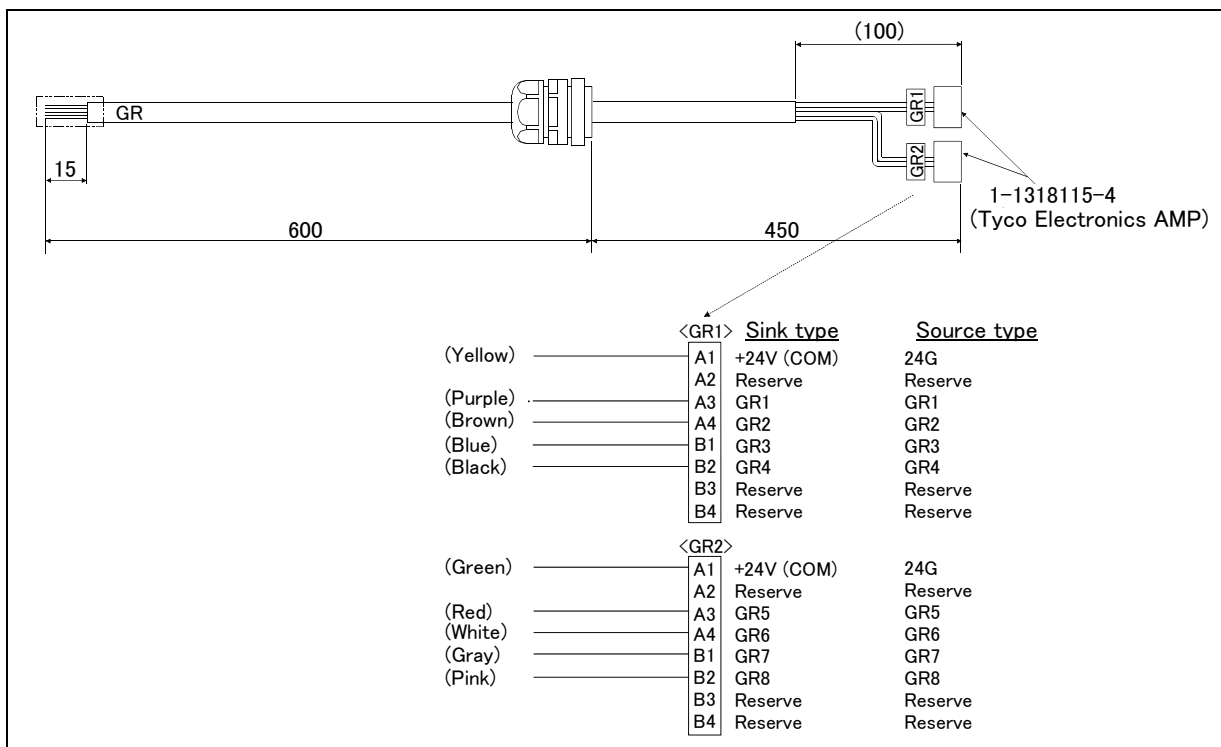 (100)
GR
GR1
GR2
15
1-1318115-4
(Tyco Electronics AMP)
600
450
<GR1> Sink type Source type
(Yellow) A1 +24V (COM) 24G
A2 Reserve Reserve
(Purple) A3 GR1 GR1
(Brown) A4 GR2 GR2
(Blue) B1 GR3 GR3
(Black) B2 GR4 GR4
B3 Reserve Reserve
B4 Reserve Reserve
<GR2>
(Green) A1 +24V (COM) 24G
A2 Reserve Reserve
(Red) A3 GR5 GR5
(White) A4 GR6 GR6
(Gray) B1 GR7 GR7
(Pink) B2 GR8 GR8
B3 Reserve Reserve
B4 Reserve Reserve